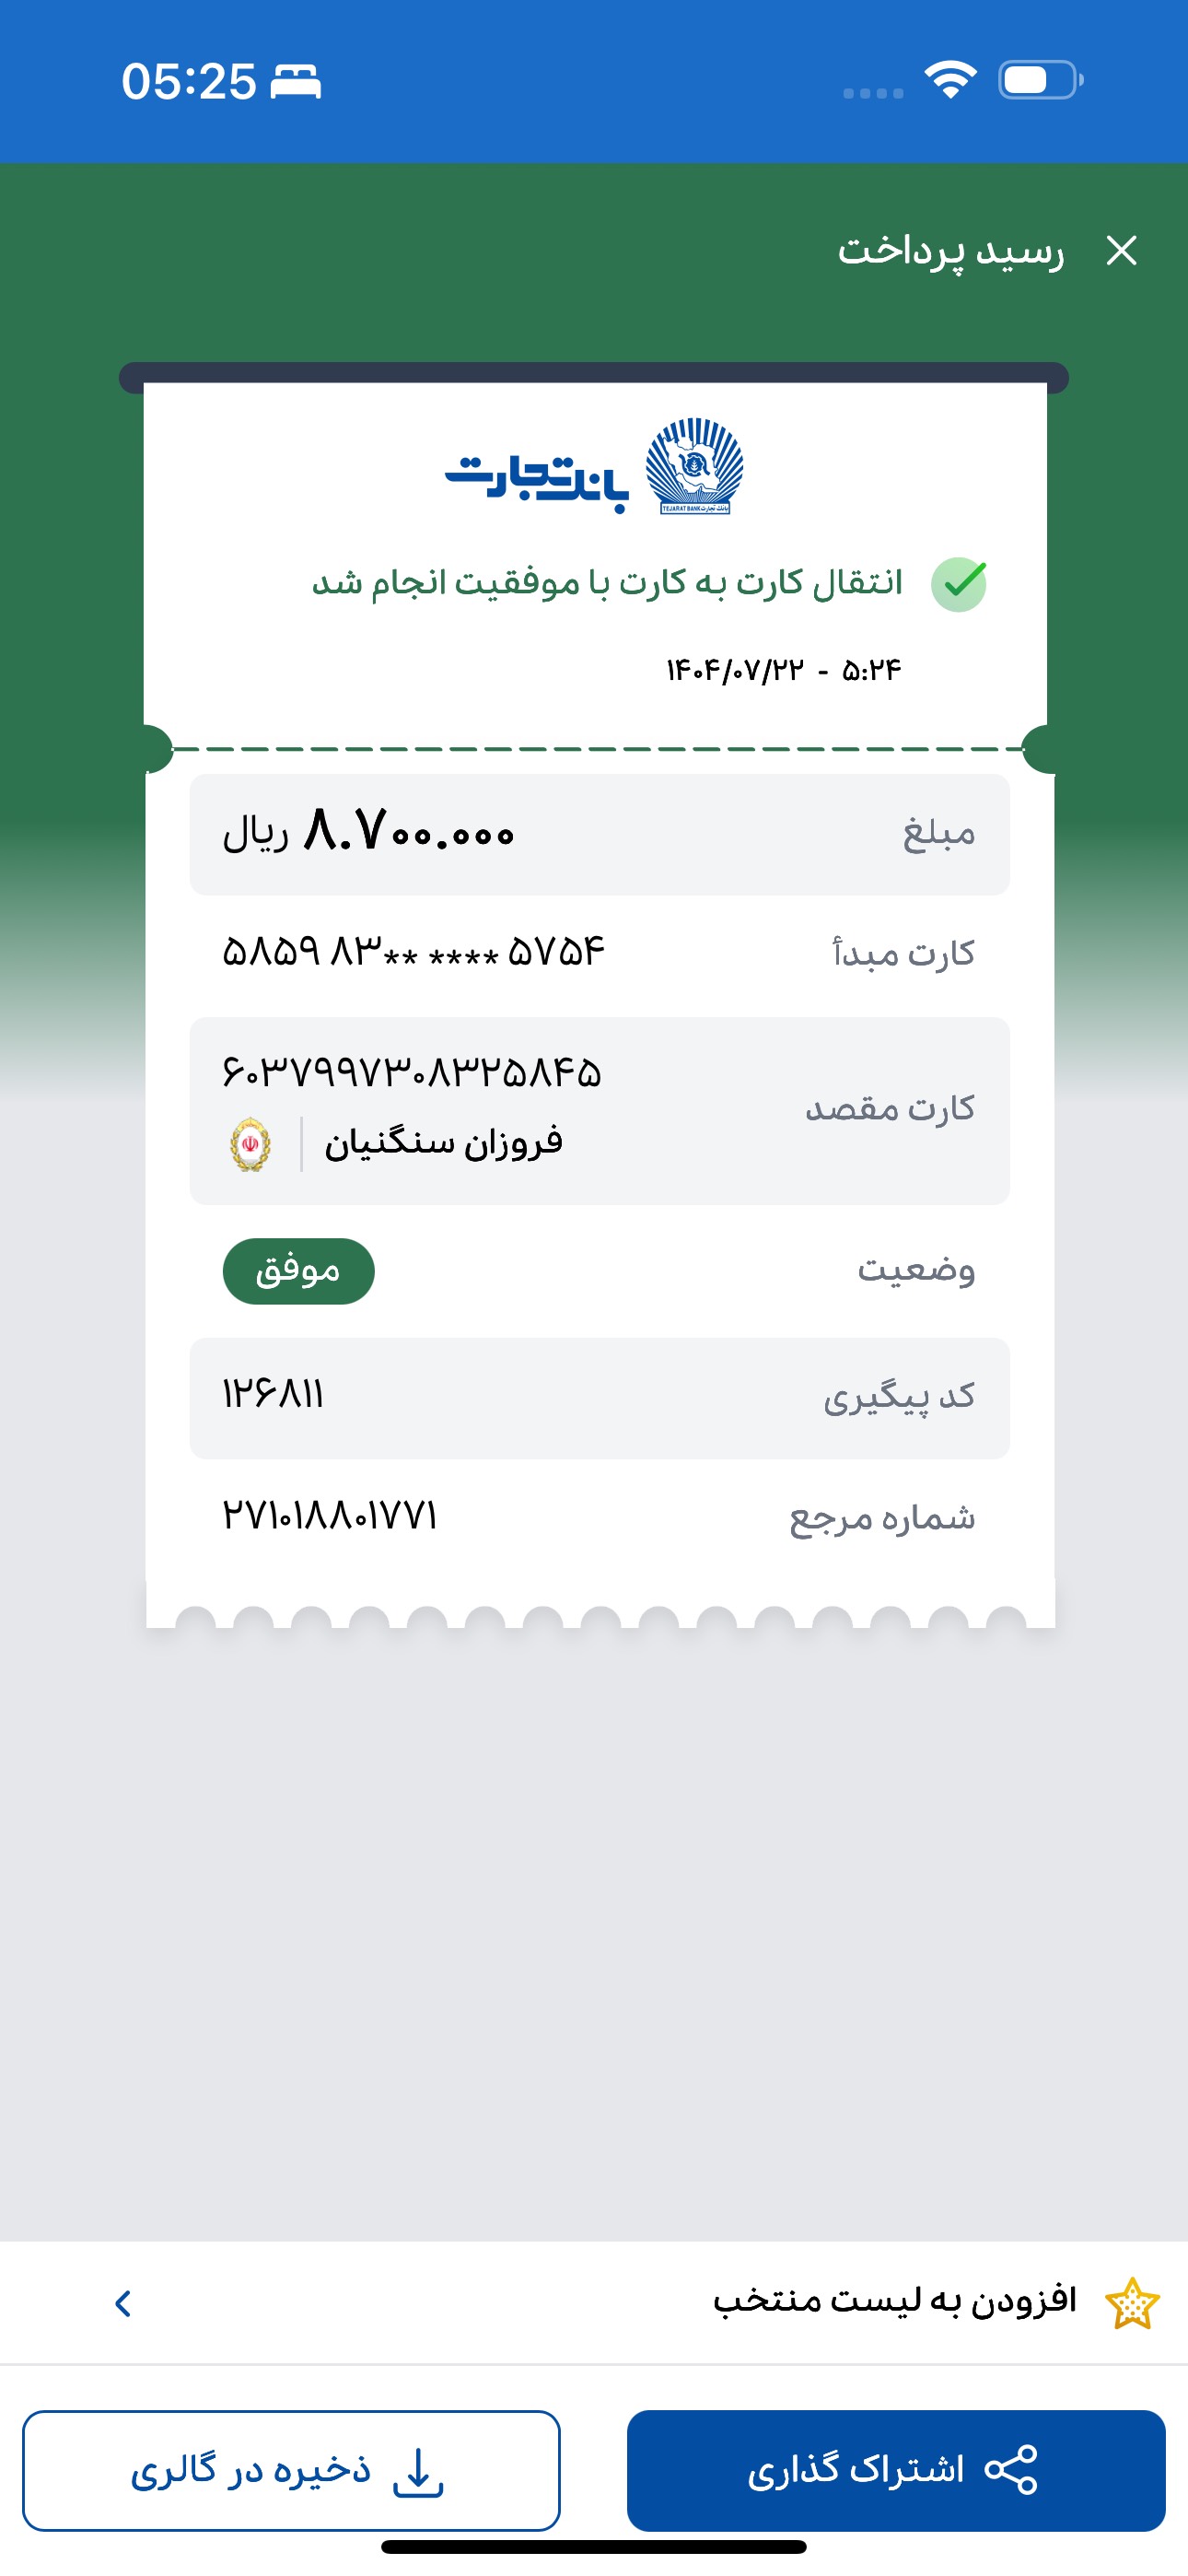 05:25
رسید پرداخت
بانک تجارت
TEJARAT BANK بانک تجارت
انتقال کارت به کارت با موفقیت انجام شد
۱۴۰۴/۰۷/۲۲ - ۵:۲۴
مبلغ ۸.۷۰۰.۰۰۰ ریال
کارت مبدأ ۵۸۵۹ ۸۳** **** ۵۷۵۴
کارت مقصد ۶۰۳۷۹۹۷۳۰۸۳۲۵۸۴۵
فروزان سنگنیان
وضعیت موفق
کد پیگیری ۱۲۶۸۱۱
شماره مرجع ۲۷۱۰۱۸۸۰۱۷۷۱
افزودن به لیست منتخب
اشتراک گذاری
ذخیره در گالری